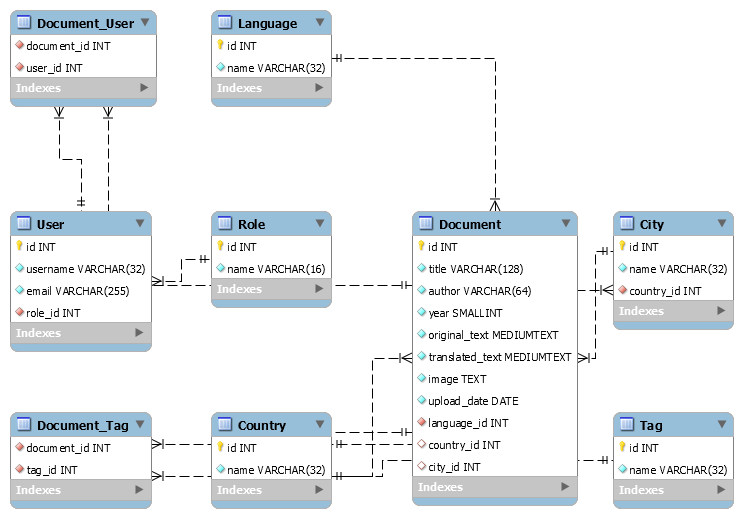 Document_User
document_id INT
user_id INT
Indexes
Language
id INT
name VARCHAR(32)
Indexes
User
id INT
username VARCHAR(32)
email VARCHAR(255)
role_id INT
Indexes
Role
id INT
name VARCHAR(16)
Indexes
Document
id INT
title VARCHAR(128)
author VARCHAR(64)
year SMALLINT
original_text MEDIUMTEXT
translated_text MEDIUMTEXT
image TEXT
upload_date DATE
language_id INT
country_id INT
city_id INT
Indexes
City
id INT
name VARCHAR(32)
country_id INT
Indexes
Document_Tag
document_id INT
tag_id INT
Indexes
Country
id INT
name VARCHAR(32)
Indexes
Tag
id INT
name VARCHAR(32)
Indexes